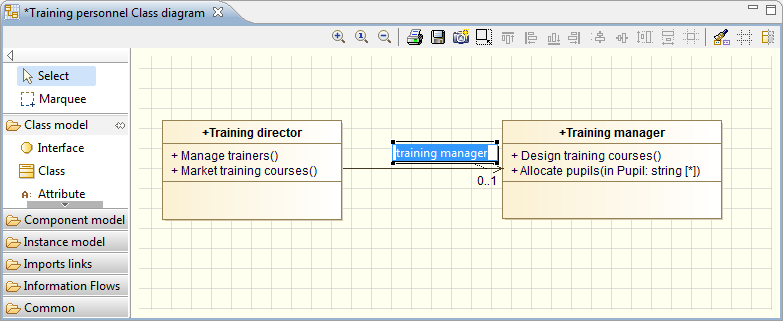 *Training personnel Class diagram
Select
Marquee
Class model
Interface
Class
A: Attribute
Component model
Instance model
Imports links
Information Flows
Common
+Training director
+ Manage trainers()
+ Market training courses()
training manager
0..1
+Training manager
+ Design training courses()
+ Allocate pupils(in Pupil: string [*])